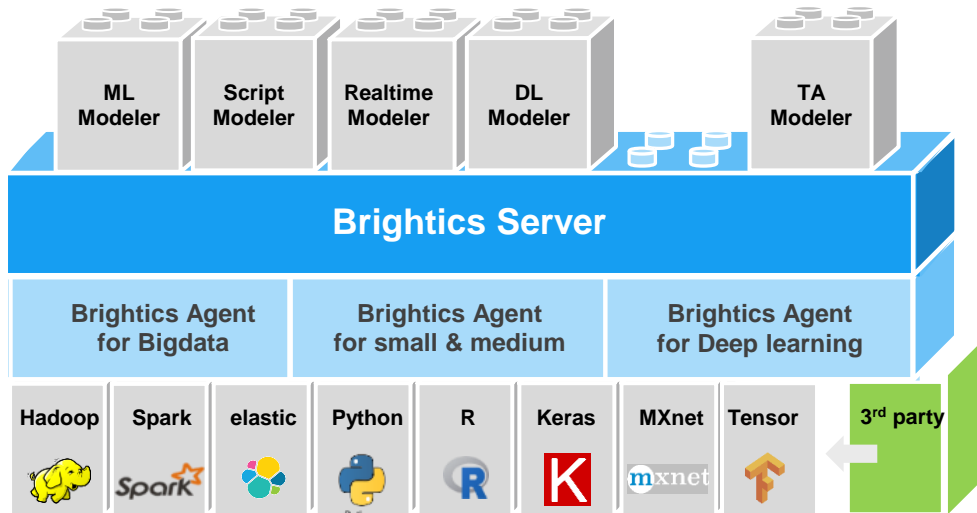 ML
Modeler
Script
Modeler
Realtime
Modeler
DL
Modeler
TA
Modeler
Brightics Server
Brightics Agent
for Bigdata
Brightics Agent
for small & medium
Brightics Agent
for Deep learning
Hadoop
Spark
elastic
Python
R
Keras
MXnet
Tensor
3rd party
Spark
R
K
mxnet